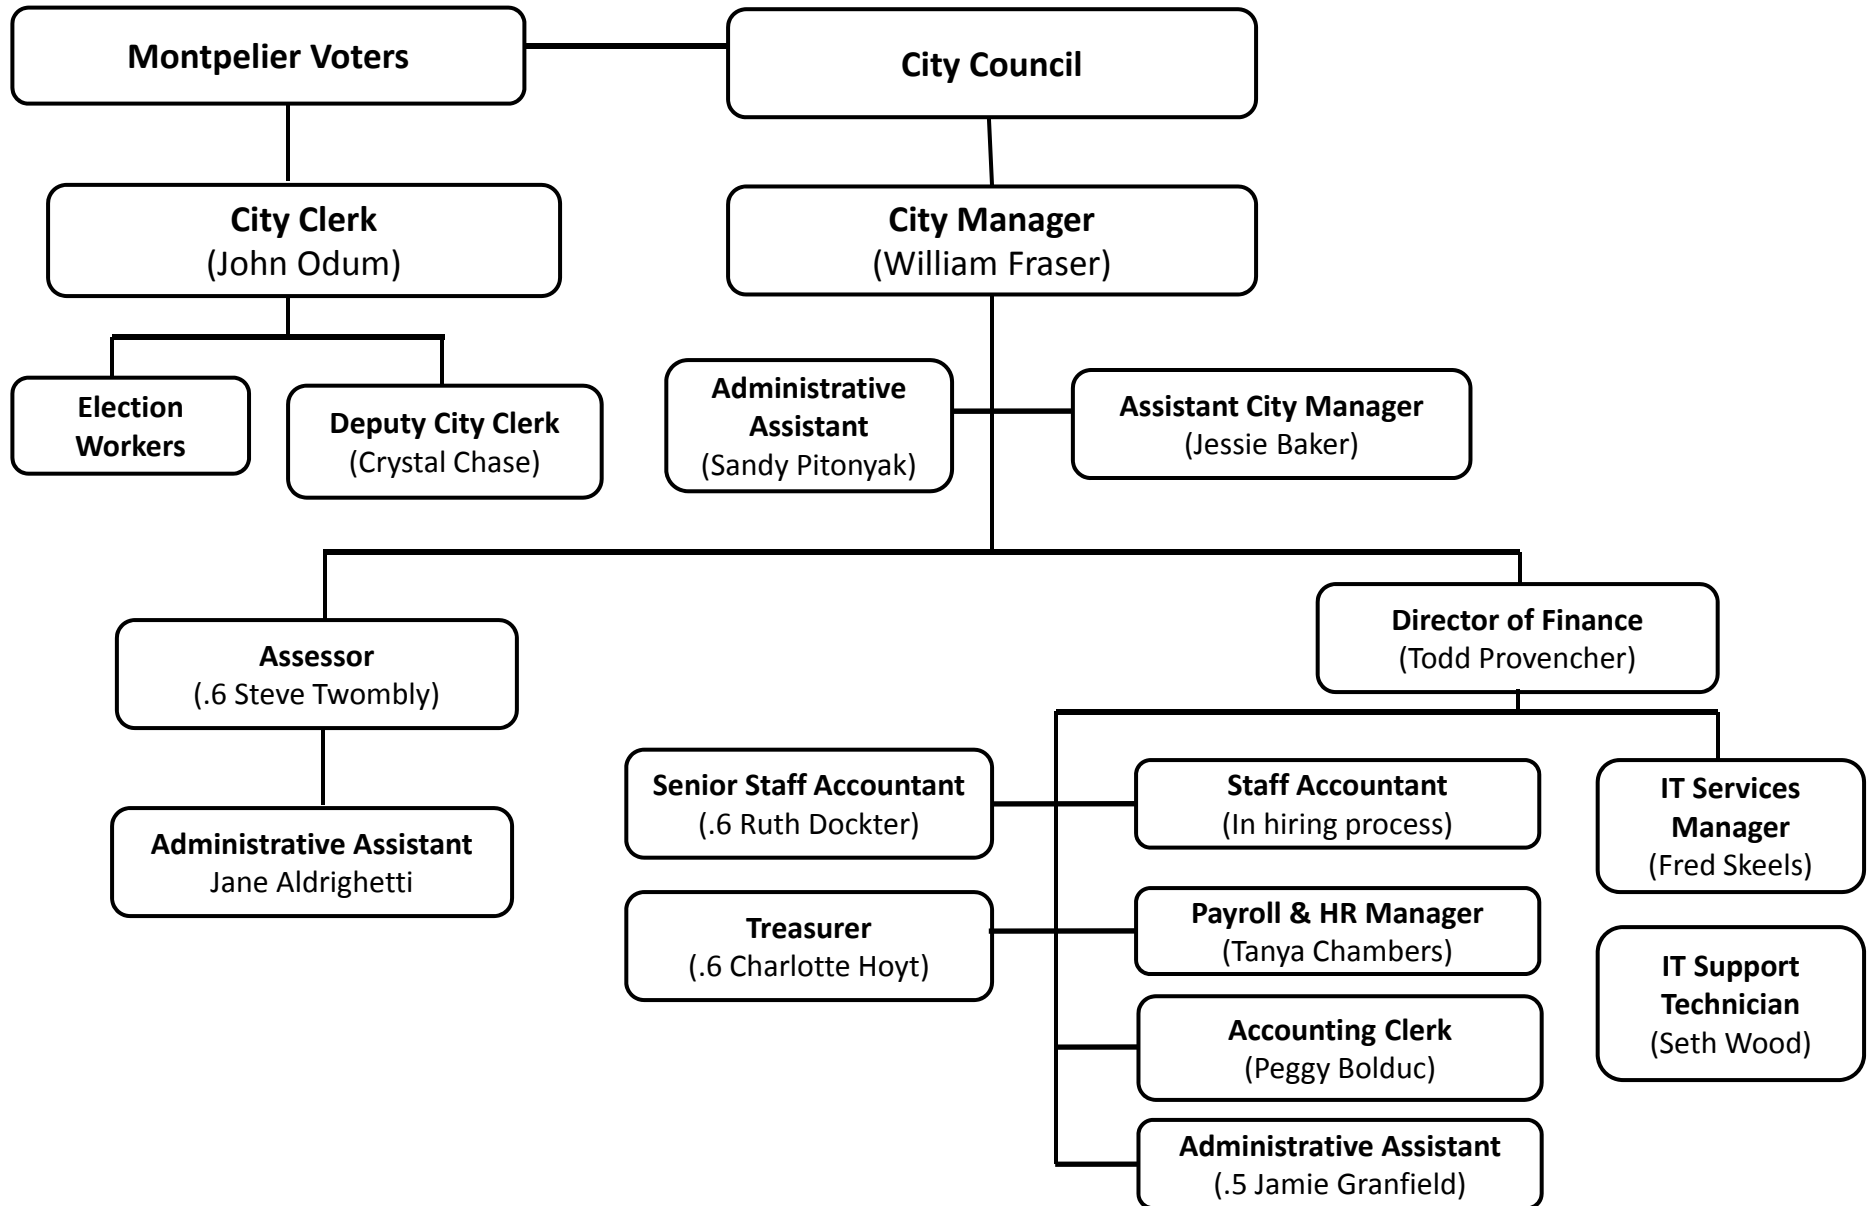 Montpelier Voters
City Council
City Clerk
(John Odum)
City Manager
(William Fraser)
Election
Workers
Deputy City Clerk
(Crystal Chase)
Administrative
Assistant
(Sandy Pitonyak)
Assistant City Manager
(Jessie Baker)
Assessor
(.6 Steve Twombly)
Administrative Assistant
Jane Aldrighetti
Director of Finance
(Todd Provencher)
Senior Staff Accountant
(.6 Ruth Dockter)
Staff Accountant
(In hiring process)
IT Services
Manager
(Fred Skeels)
Treasurer
(.6 Charlotte Hoyt)
Payroll & HR Manager
(Tanya Chambers)
IT Support
Technician
(Seth Wood)
Accounting Clerk
(Peggy Bolduc)
Administrative Assistant
(.5 Jamie Granfield)